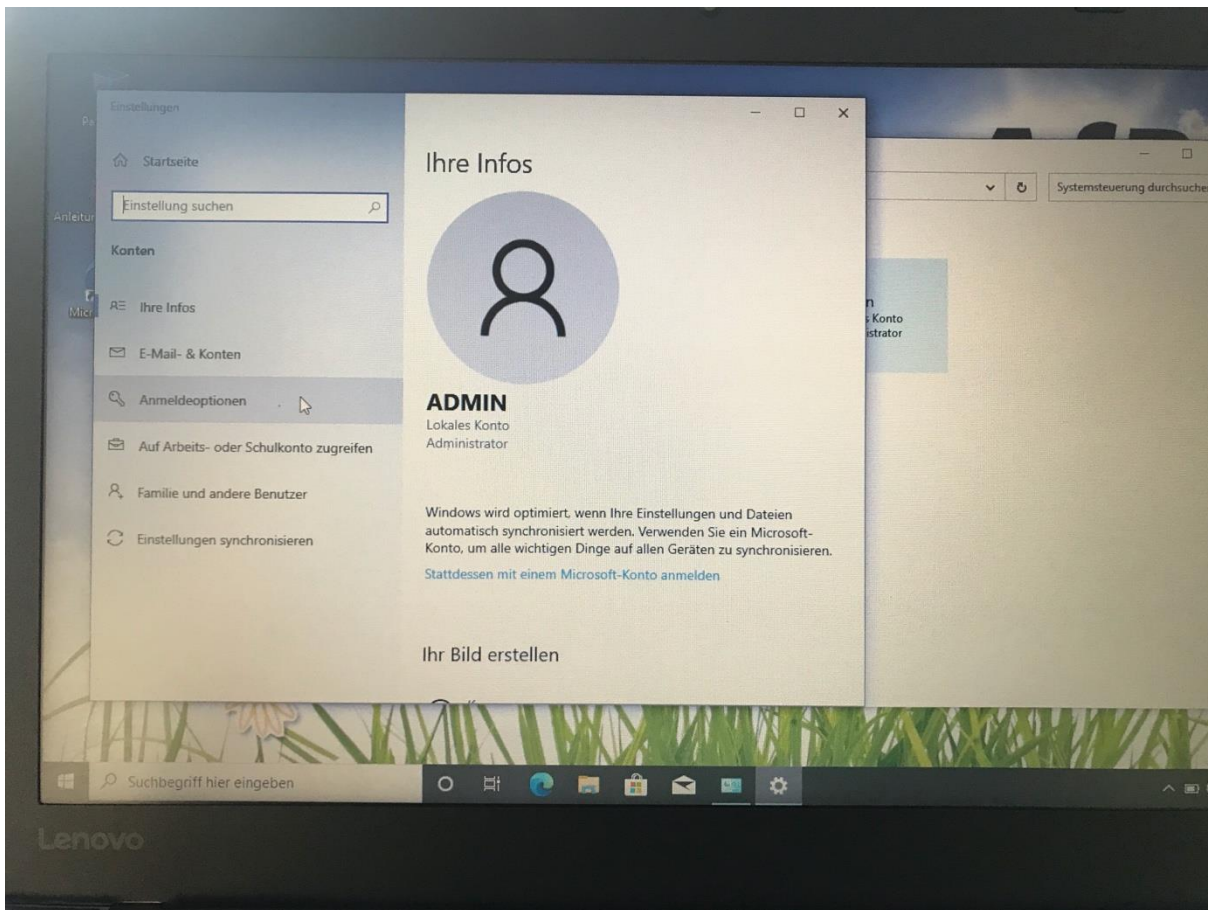 Einstellungen
Startseite
Einstellung suchen
Konten
Ihre Infos
E-Mail- & Konten
Anmeldeoptionen
Auf Arbeits- oder Schulkonto zugreifen
Familie und andere Benutzer
Einstellungen synchronisieren
Ihre Infos
ADMIN
Lokales Konto
Administrator
Windows wird optimiert, wenn Ihre Einstellungen und Dateien
automatisch synchronisiert werden. Verwenden Sie ein Microsoft-
Konto, um alle wichtigen Dinge auf allen Geräten zu synchronisieren.
Stattdessen mit einem Microsoft-Konto anmelden
Ihr Bild erstellen
Systemsteuerung durchsuche
Konto
istrator
Suchbegriff hier eingeben
Lenovo